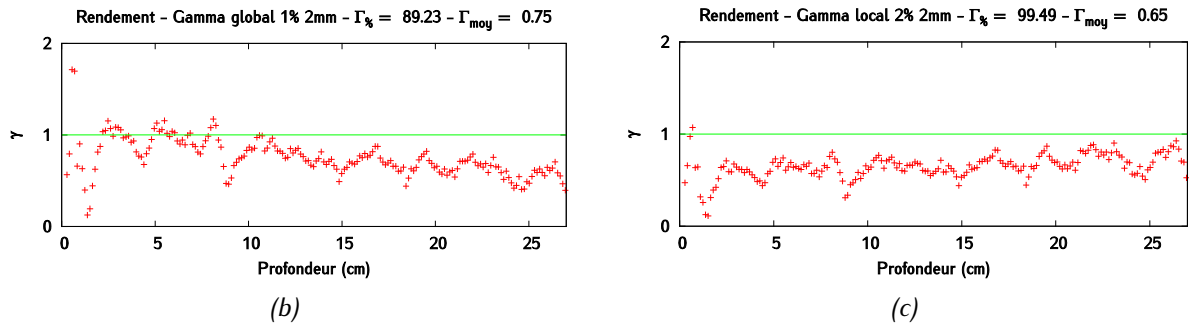 Rendement - Gamma global 1% 2mm - Γ% = 89.23 - Γmoy = 0.75
2
1
0
γ
0 5 10 15 20 25
Profondeur (cm)
(b)
Rendement - Gamma local 2% 2mm - Γ% = 99.49 - Γmoy = 0.65
2
1
0
γ
0 5 10 15 20 25
Profondeur (cm)
(c)